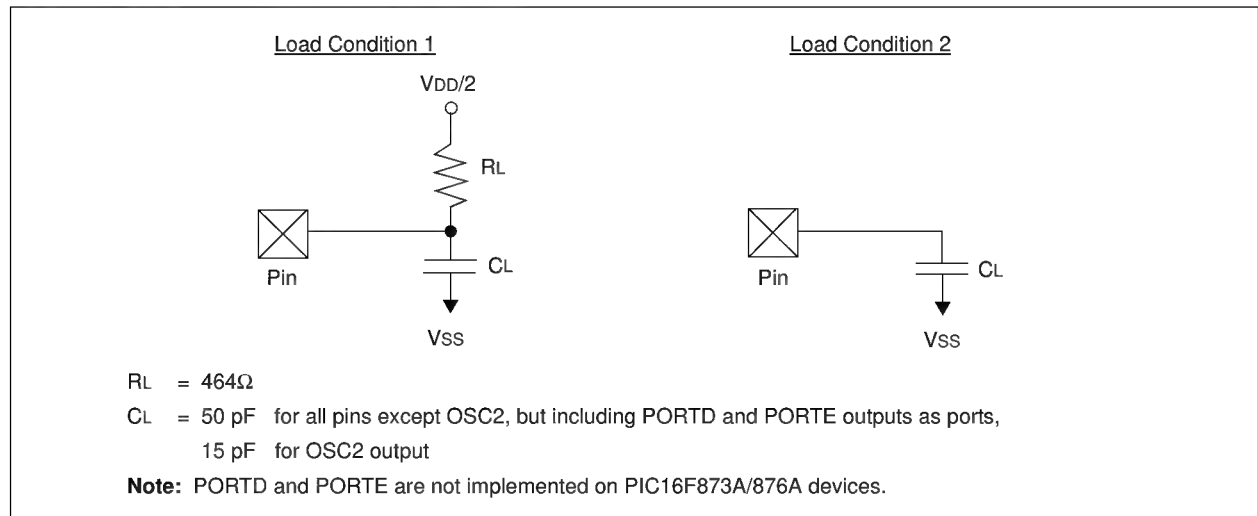 Load Condition 1
Load Condition 2
VDD/2
RL
Pin
CL
VSS
Pin
CL
VSS
RL = 464Ω
CL = 50 pF for all pins except OSC2, but including PORTD and PORTE outputs as ports,
15 pF for OSC2 output
Note: PORTD and PORTE are not implemented on PIC16F873A/876A devices.